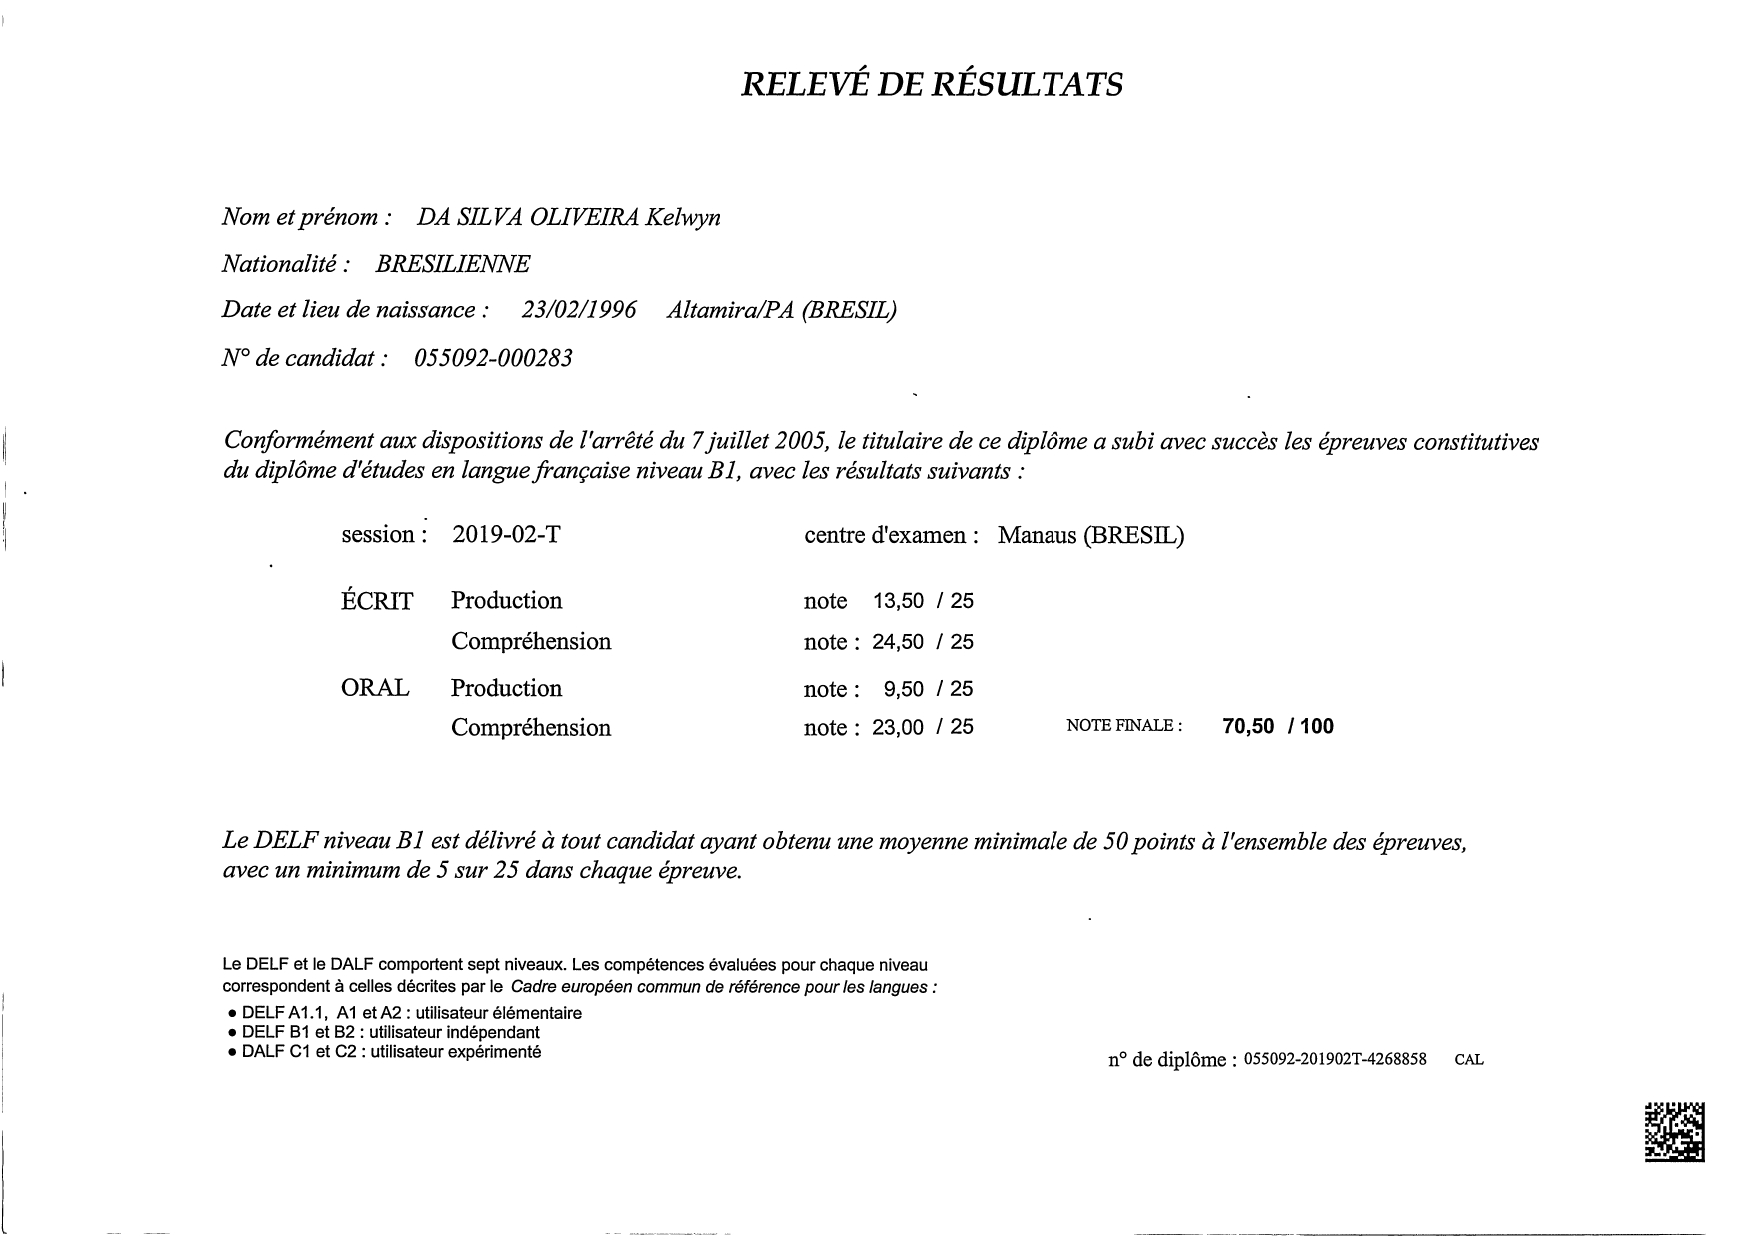 RELEVÉ DE RÉSULTATS
Nom et prénom : DA SILVA OLIVEIRA Kelwyn
Nationalité : BRESILIENNE
Date et lieu de naissance : 23/02/1996 Altamira/PA (BRESIL)
N° de candidat : 055092-000283
Conformément aux dispositions de l'arrêté du 7 juillet 2005, le titulaire de ce diplôme a subi avec succès les épreuves constitutives
du diplôme d'études en langue française niveau B1, avec les résultats suivants :
session : 2019-02-T centre d'examen : Manaus (BRESIL)
ÉCRIT Production note 13,50 / 25
Compréhension note : 24,50 / 25
ORAL Production note : 9,50 / 25
Compréhension note : 23,00 / 25 NOTE FINALE : 70,50 / 100
Le DELF niveau B1 est délivré à tout candidat ayant obtenu une moyenne minimale de 50 points à l'ensemble des épreuves,
avec un minimum de 5 sur 25 dans chaque épreuve.
Le DELF et le DALF comportent sept niveaux. Les compétences évaluées pour chaque niveau
correspondent à celles décrites par le Cadre européen commun de référence pour les langues :
● DELF A1.1, A1 et A2 : utilisateur élémentaire
● DELF B1 et B2 : utilisateur indépendant
● DALF C1 et C2 : utilisateur expérimenté
n° de diplôme : 055092-201902T-4268858 CAL